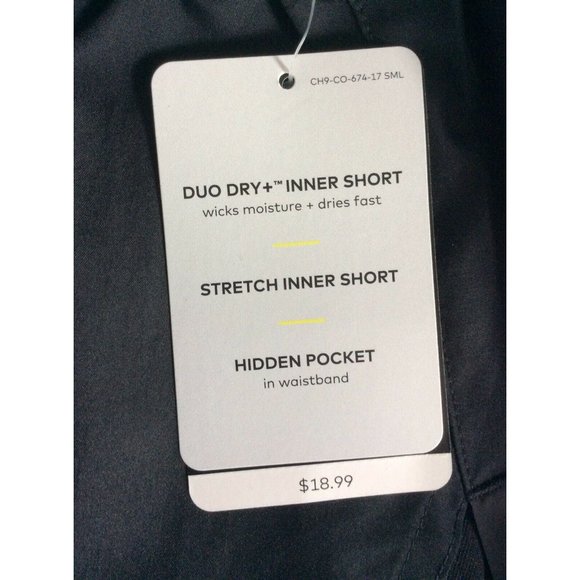 CH9-CO-674-17 SML
DUO DRY+™ INNER SHORT
wicks moisture + dries fast
STRETCH INNER SHORT
HIDDEN POCKET
in waistband
$18.99